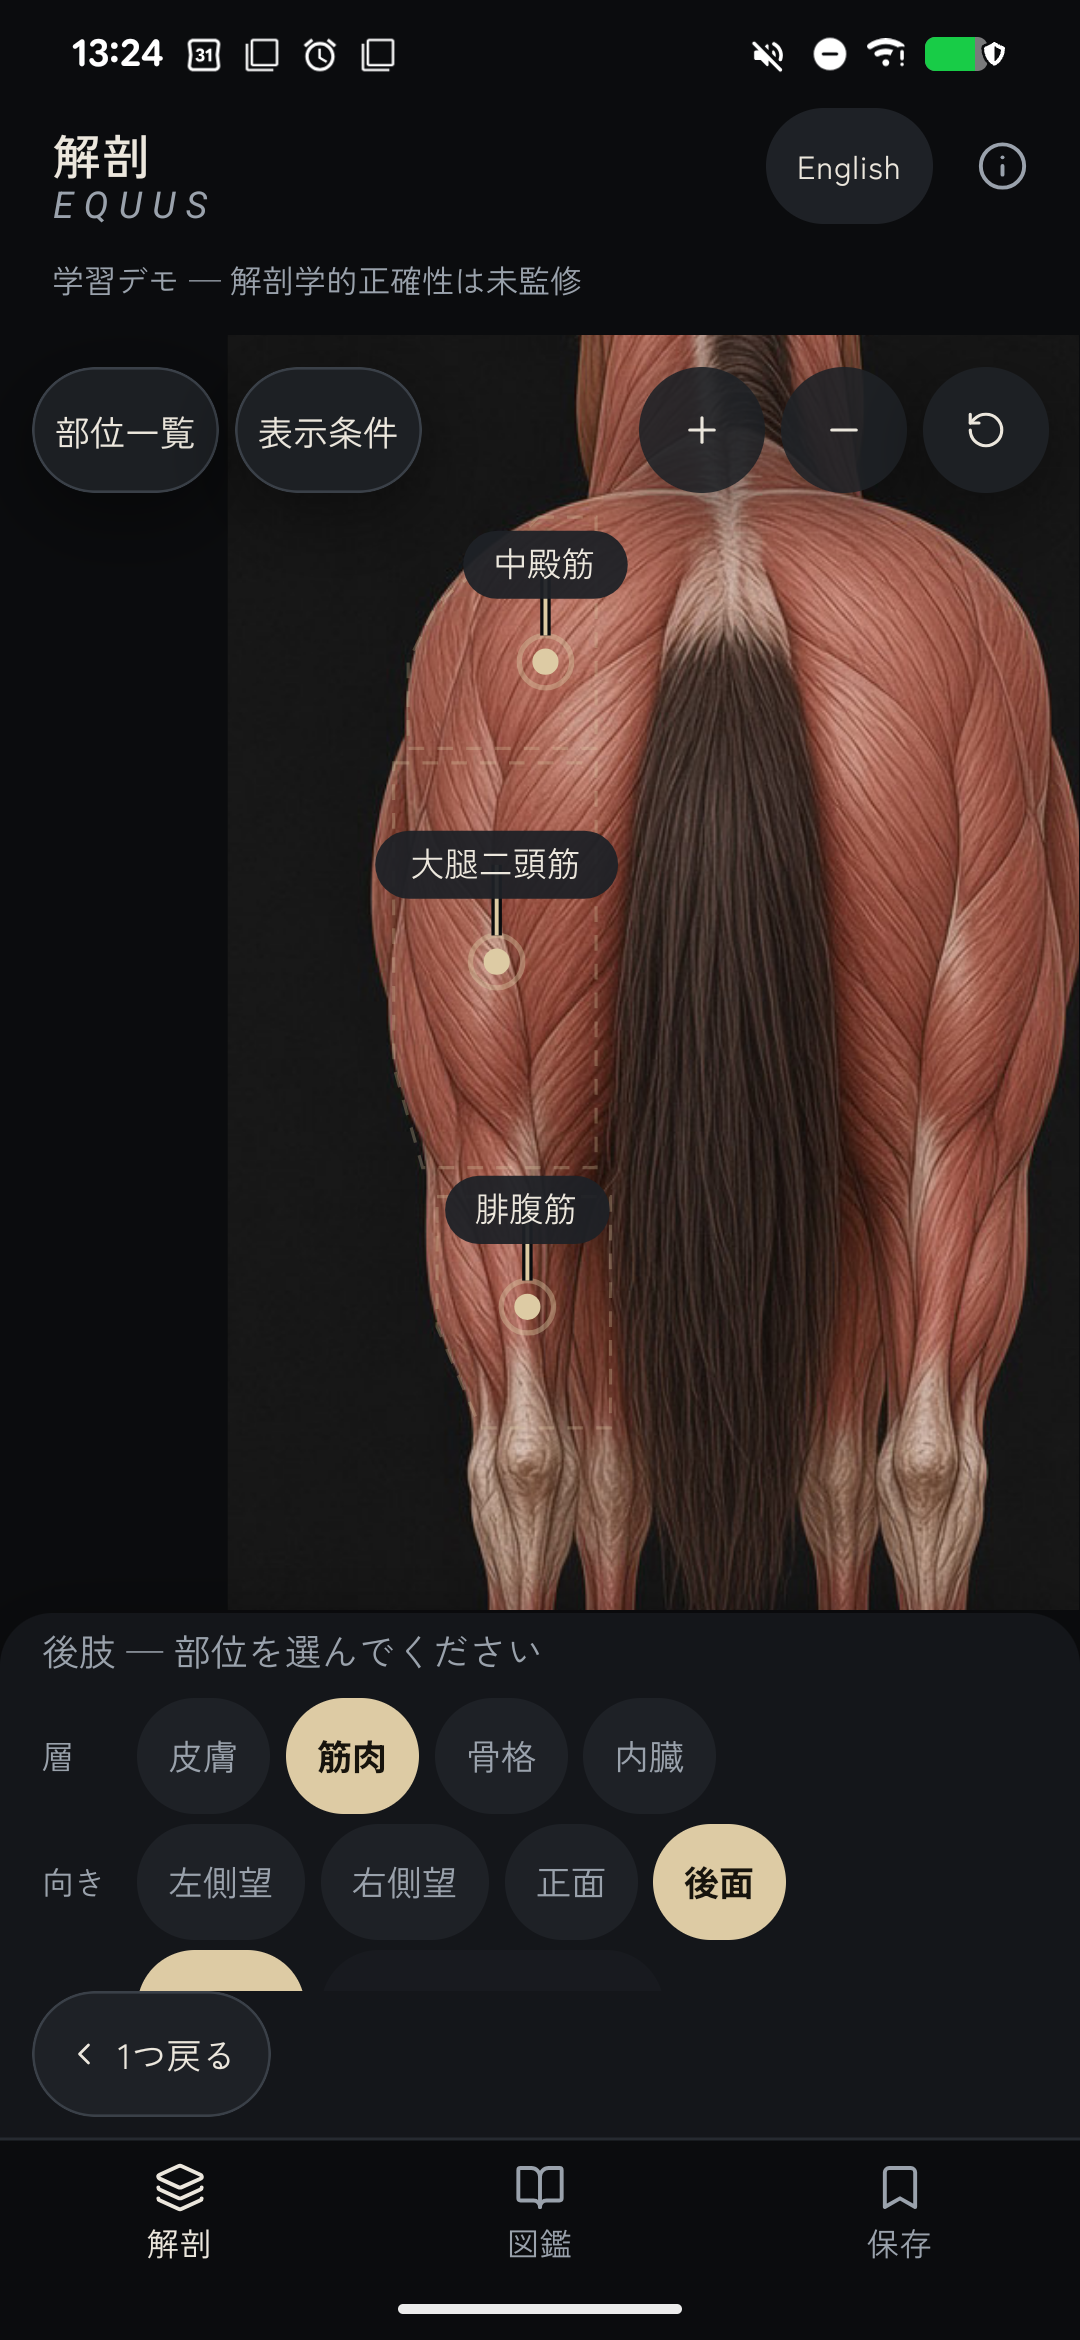 13:24
31
解剖
EQUUS
English
学習デモ — 解剖学的正確性は未監修
部位一覧
表示条件
中殿筋
大腿二頭筋
腓腹筋
後肢 — 部位を選んでください
層
皮膚
筋肉
骨格
内臓
向き
左側望
右側望
正面
後面
1つ戻る
解剖
図鑑
保存